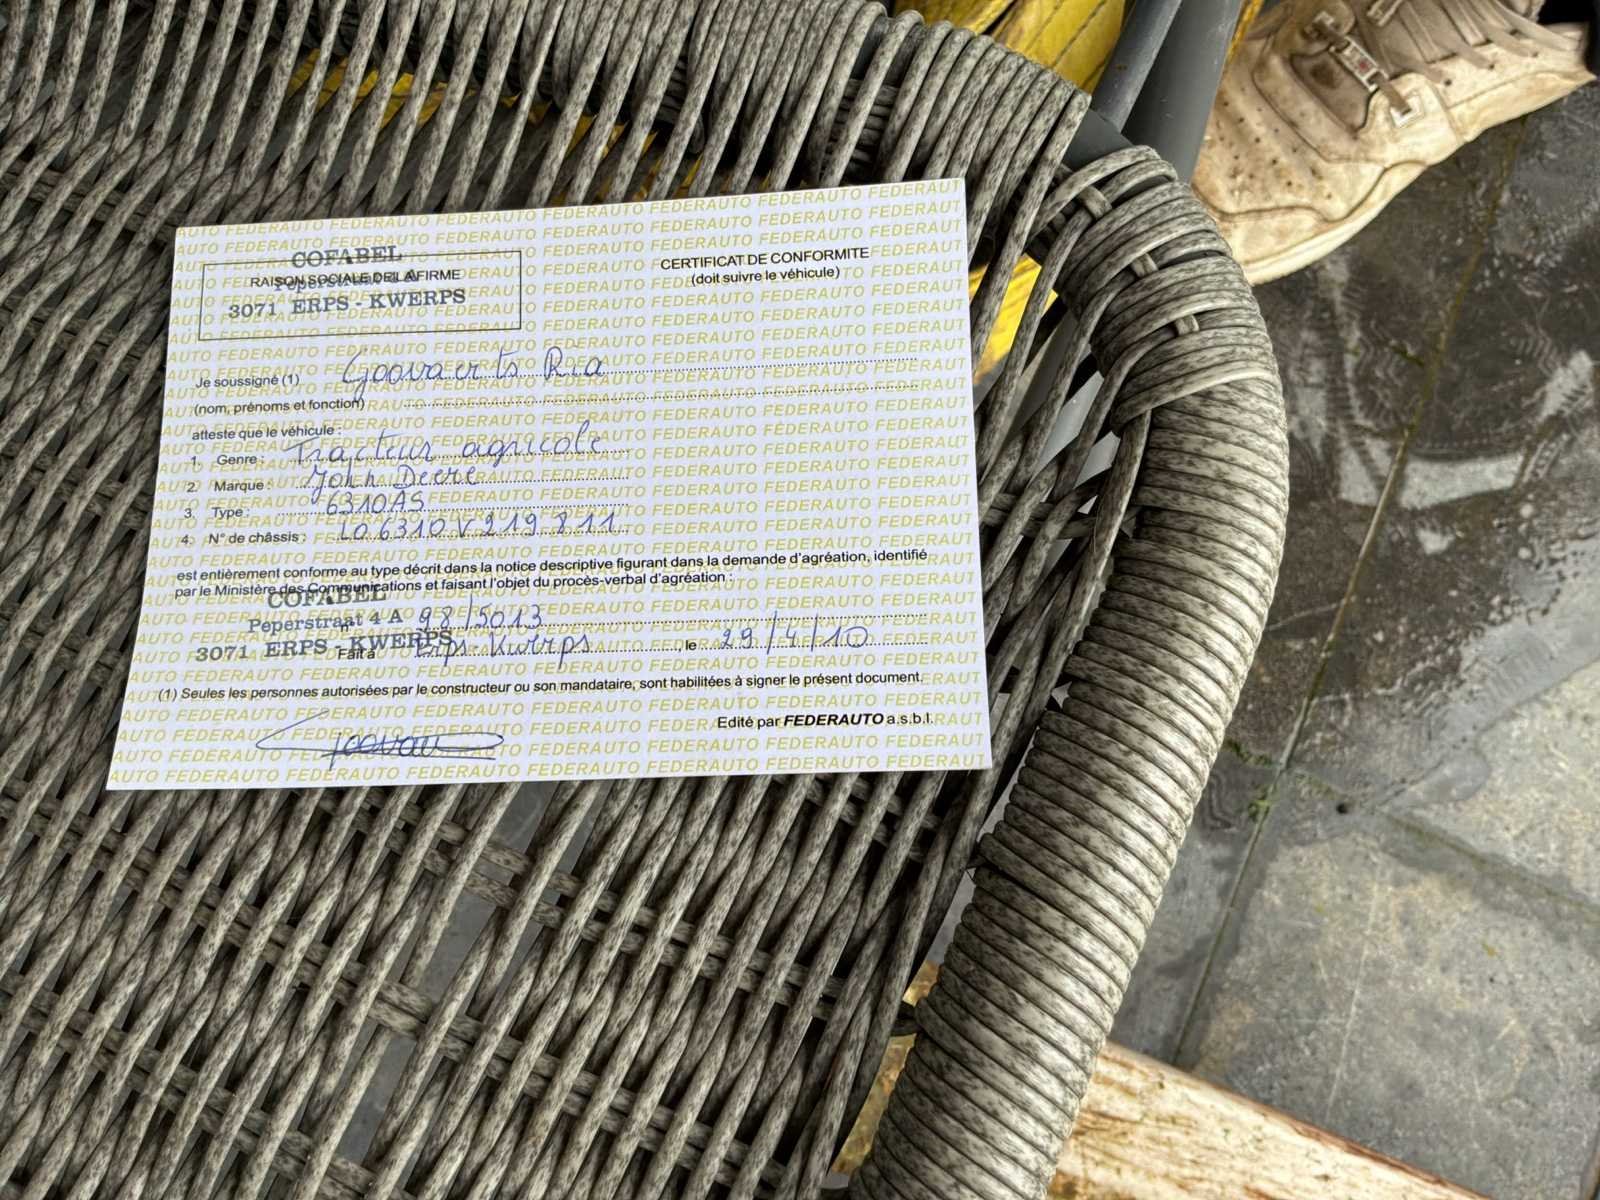 COFABEL
RAISON SOCIALE DE LA FIRME
Peperstraat 4 A
3071 ERPS - KWERPS
CERTIFICAT DE CONFORMITE
(doit suivre le véhicule)
Je soussigné (1) Goovaerts Ria
(nom, prénoms et fonction)
atteste que le véhicule :
1. Genre : Tracteur agricole
2. Marque : John Deere
3. Type : 6310AS
4. N° de châssis : L06310V219811
est entièrement conforme au type décrit dans la notice descriptive figurant dans la demande d'agréation, identifié
par le Ministère des Communications et faisant l'objet du procès-verbal d'agréation :
COFABEL
Peperstraat 4 A
3071 ERPS - KWERPS
n° 98/5013
Fait à Erps-Kwerps, le 29/4/10
(1) Seules les personnes autorisées par le constructeur ou son mandataire, sont habilitées à signer le présent document.
Edité par FEDERAUTO a.s.b.l.